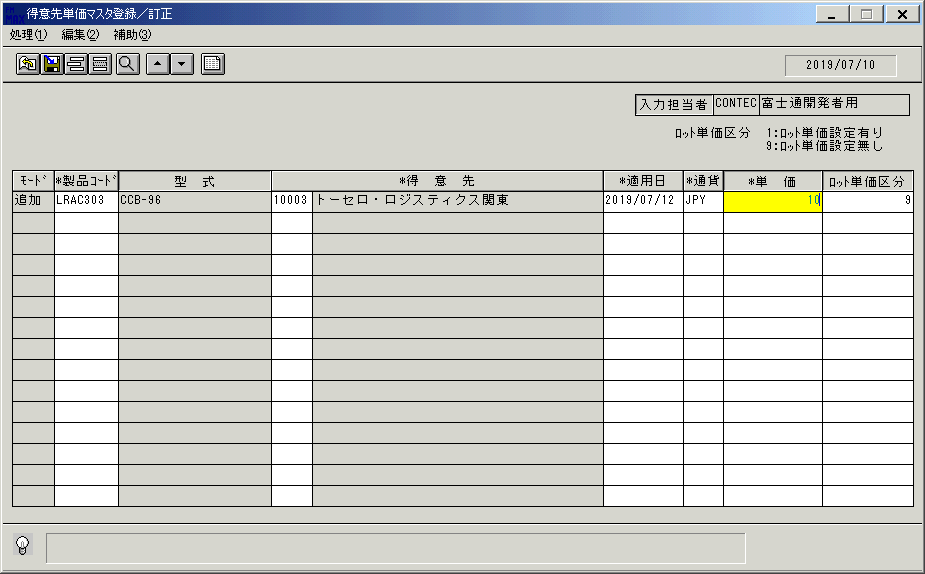 得意先単価マスタ登録／訂正
処理(1) 編集(2) 補助(3)
2019/07/10
入力担当者 CONTEC 富士通開発者用
ﾛｯﾄ単価区分 1:ﾛｯﾄ単価設定有り
9:ﾛｯﾄ単価設定無し
ﾓｰﾄﾞ *製品ｺｰﾄﾞ 型　式 *得　意　先 *適用日 *通貨 *単　価 ﾛｯﾄ単価区分
追加 LRAC303 CCB-96 10003 トーセロ・ロジスティクス関東 2019/07/12 JPY 10 9